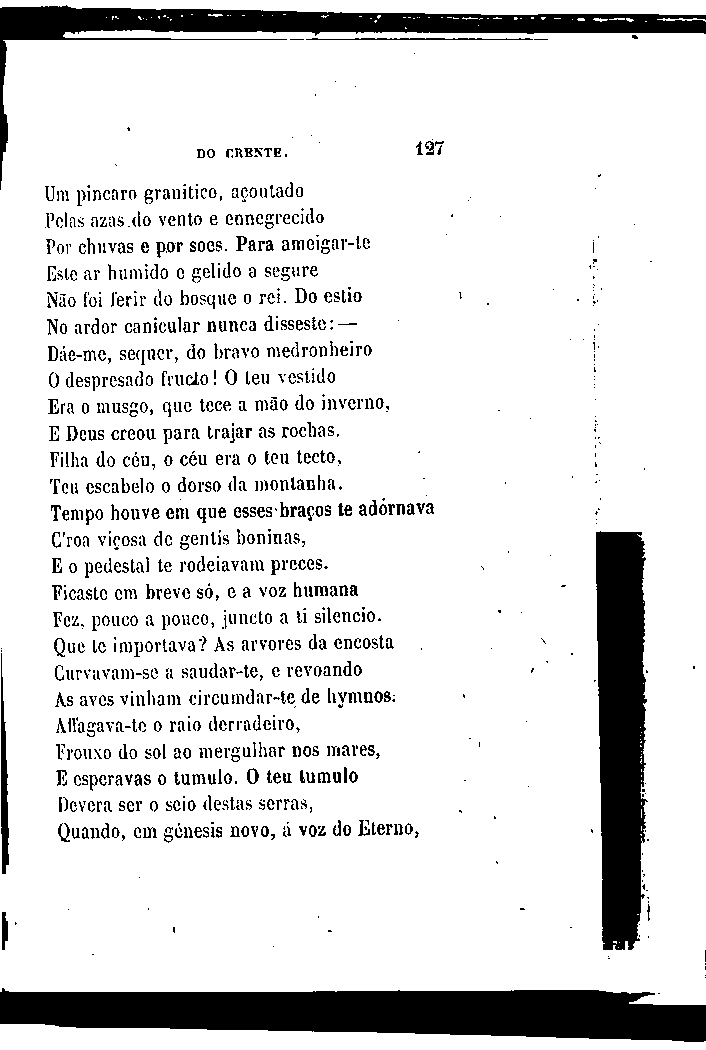 DO CRENTE. 127
Um pincaro granitico, açoutado
Pelas azas do vento e ennegrecido
Por chuvas e por soes. Para ameigar-te
Este ar humido e gelido a segure
Não foi ferir do bosque o rei. Do estio
No ardor canicular nunca disseste: —
Dáe-me, sequer, do bravo medronheiro
O despresado fructo! O teu vestido
Era o musgo, que tece a mão do inverno,
E Deus creou para trajar as rochas.
Filha do céu, o céu era o teu tecto,
Teu escabelo o dorso da montanha.
Tempo houve em que esses braços te adórnava
C'roa viçosa de gentis boninas,
E o pedestal te rodeiavam preces.
Ficaste em breve só, e a voz humana
Fez, pouco a pouco, juncto a ti silencio.
Que te importava? As arvores da encosta
Curvavam-se a saudar-te, e revoando
As aves vinham circumdar-te de hymnos.
Affagava-te o raio derradeiro,
Frouxo do sol ao mergulhar nos mares,
E esperavas o tumulo. O teu tumulo
Devera ser o seio destas serras,
Quando, em génesis novo, á voz do Eterno,